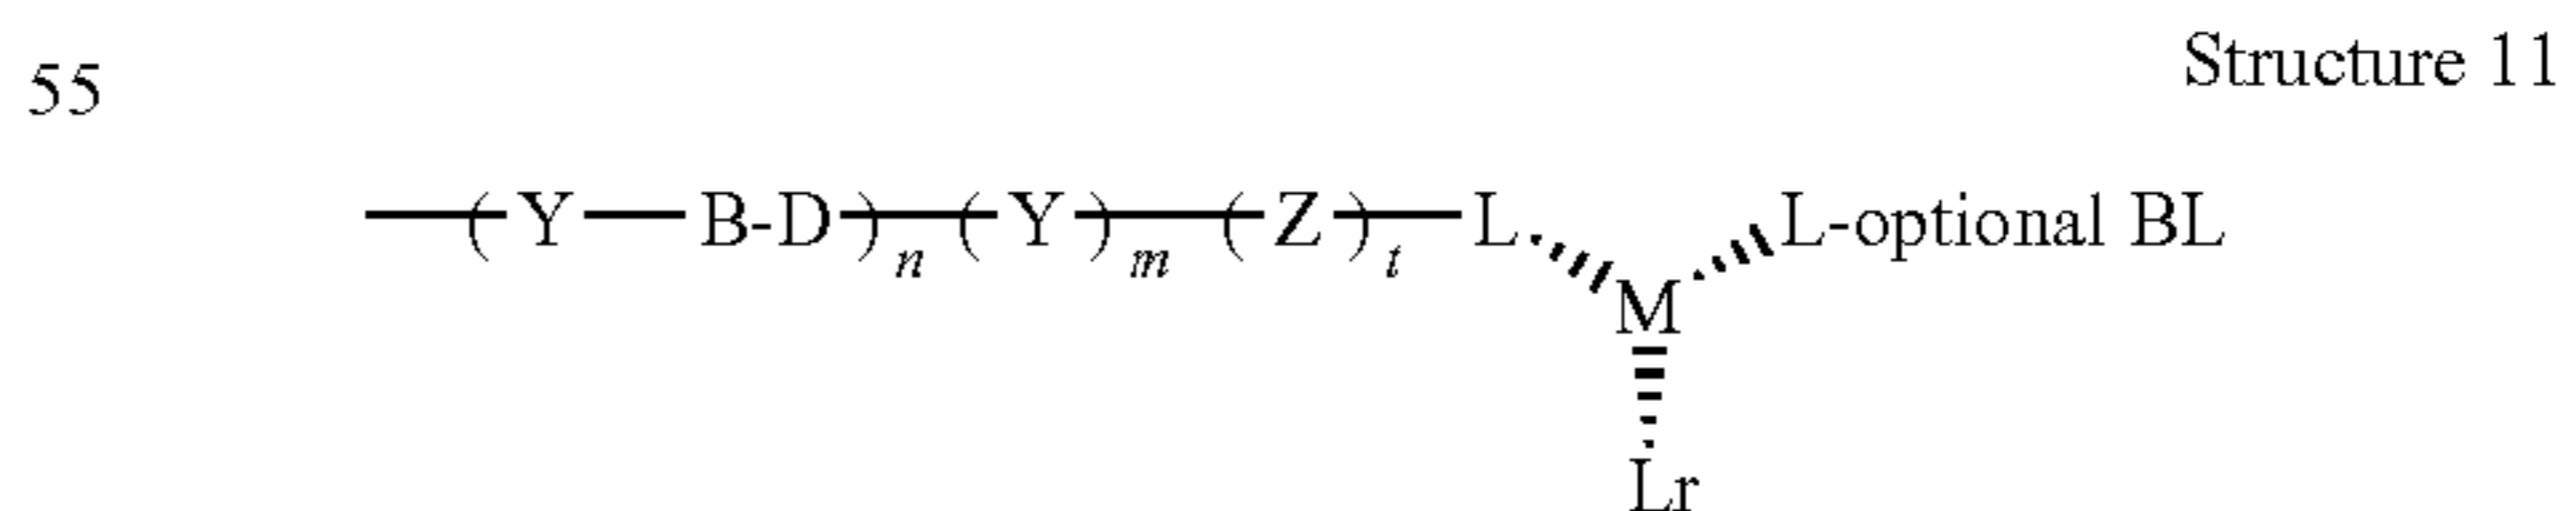 55
Structure 11
( Y — B-D )n ( Y )m ( Z )t — L M L-optional BL
Lr